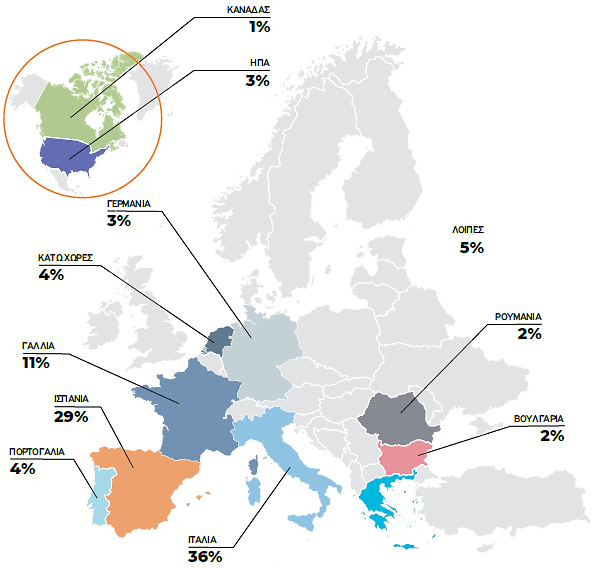 ΚΑΝΑΔΑΣ
1%
ΗΠΑ
3%
ΓΕΡΜΑΝΙΑ
3%
ΛΟΙΠΕΣ
5%
ΚΑΤΩ ΧΩΡΕΣ
4%
ΡΟΥΜΑΝΙΑ
2%
ΓΑΛΛΙΑ
11%
ΙΣΠΑΝΙΑ
29%
ΒΟΥΛΓΑΡΙΑ
2%
ΠΟΡΤΟΓΑΛΙΑ
4%
ΙΤΑΛΙΑ
36%